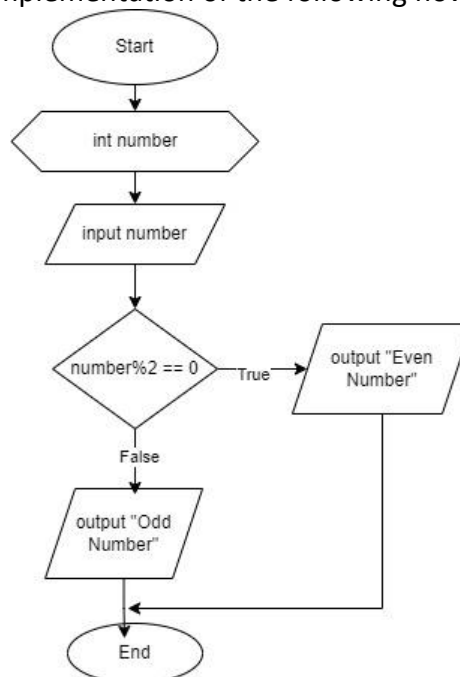 mplementation of the following flow
Start
int number
input number
number%2 == 0
True
output "Even
Number"
False
output "Odd
Number"
End